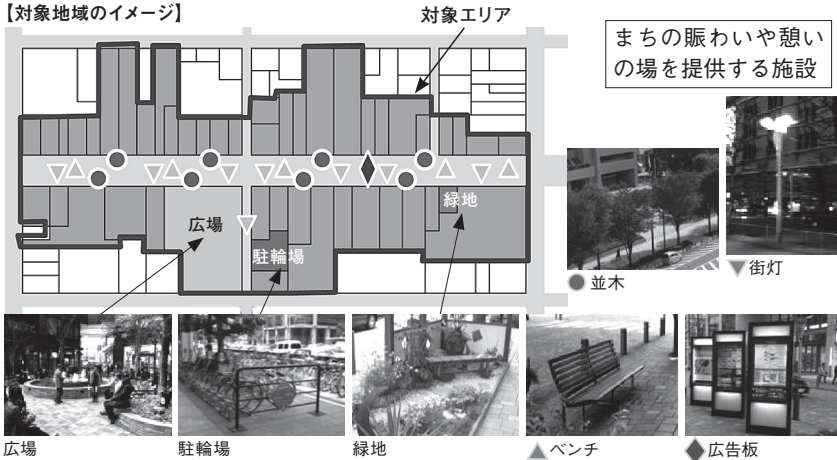 【対象地域のイメージ】
対象エリア
まちの賑わいや憩い
の場を提供する施設
緑地
広場
駐輪場
並木
街灯
広場
駐輪場
緑地
ベンチ
広告板